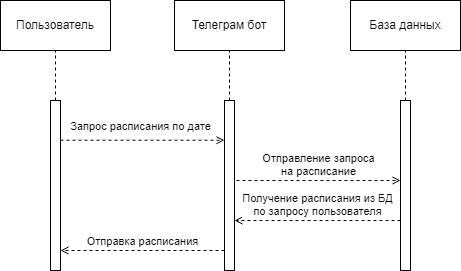 Пользователь
Телеграм бот
База данных
Запрос расписания по дате
Отправление запроса
на расписание
Получение расписания из БД
по запросу пользователя
Отправка расписания